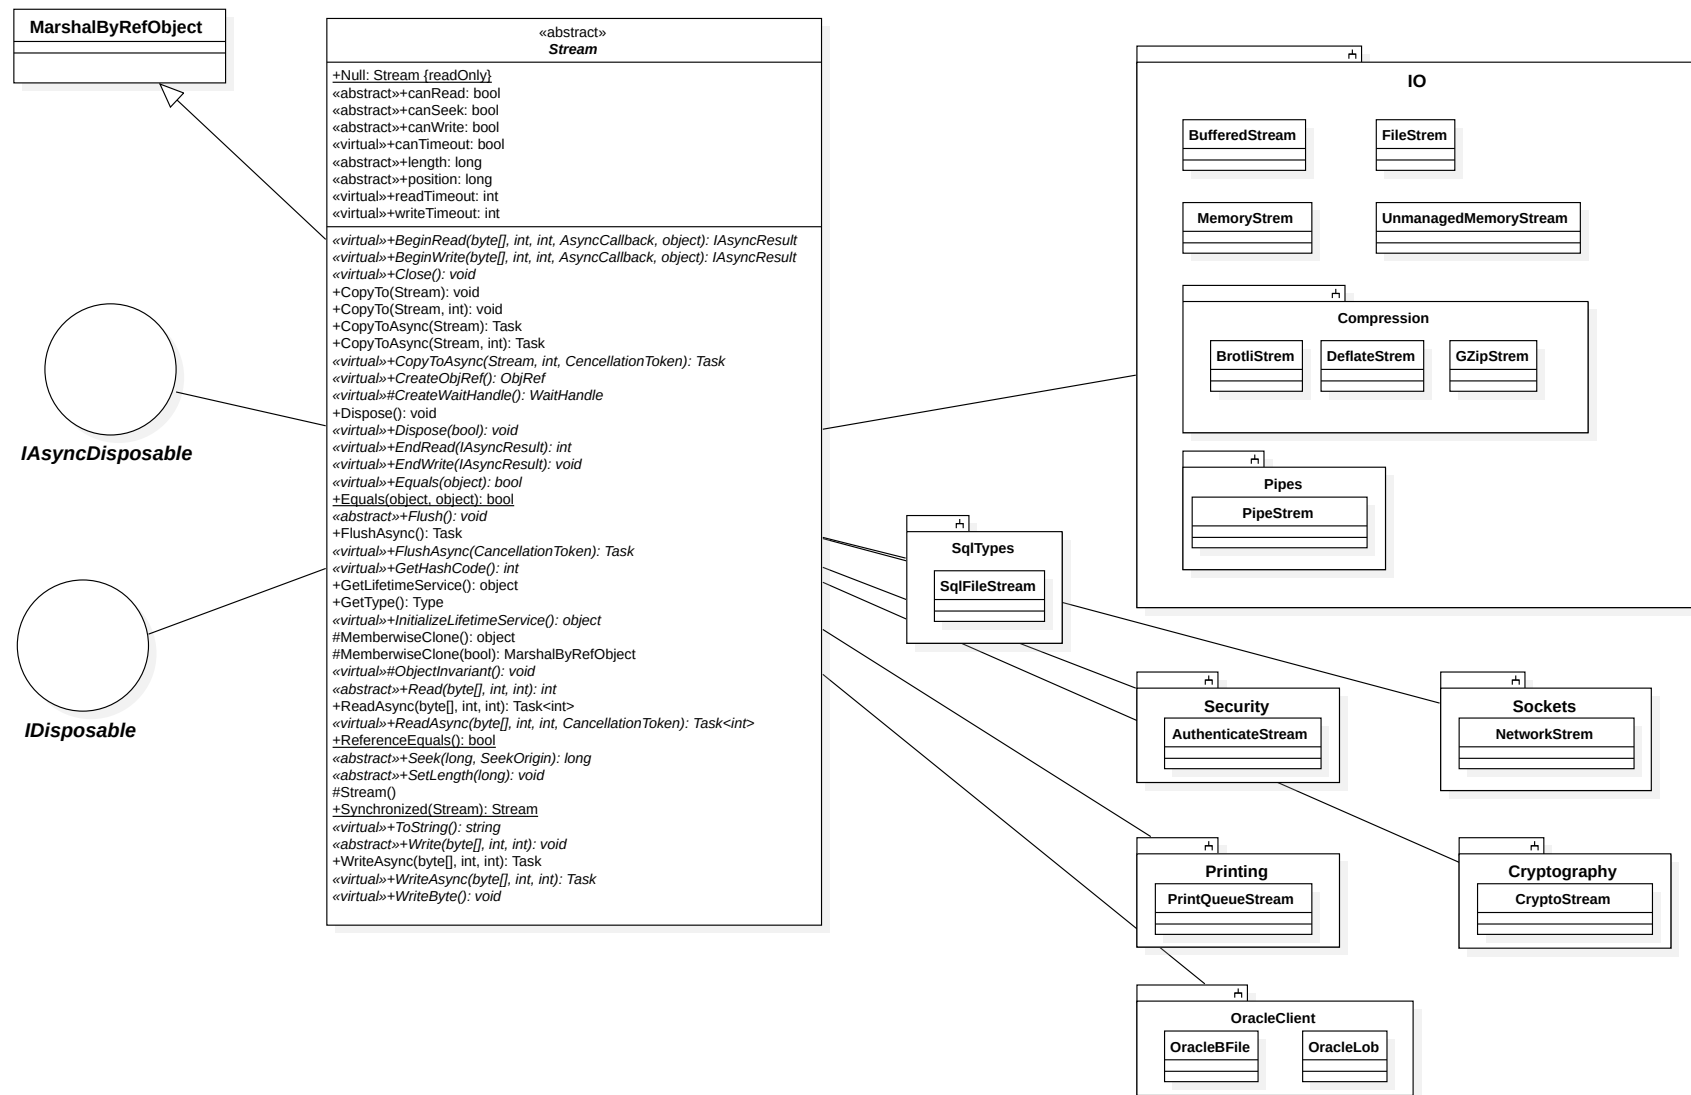 MarshalByRefObject
«abstract»
Stream
+Null: Stream {readOnly}
«abstract»+canRead: bool
«abstract»+canSeek: bool
«abstract»+canWrite: bool
«virtual»+canTimeout: bool
«abstract»+length: long
«abstract»+position: long
«virtual»+readTimeout: int
«virtual»+writeTimeout: int
«virtual»+BeginRead(byte[], int, int, AsyncCallback, object): IAsyncResult
«virtual»+BeginWrite(byte[], int, int, AsyncCallback, object): IAsyncResult
«virtual»+Close(): void
+CopyTo(Stream): void
+CopyTo(Stream, int): void
+CopyToAsync(Stream): Task
+CopyToAsync(Stream, int): Task
«virtual»+CopyToAsync(Stream, int, CencellationToken): Task
«virtual»+CreateObjRef(): ObjRef
«virtual»#CreateWaitHandle(): WaitHandle
+Dispose(): void
«virtual»+Dispose(bool): void
«virtual»+EndRead(IAsyncResult): int
«virtual»+EndWrite(IAsyncResult): void
«virtual»+Equals(object): bool
+Equals(object, object): bool
«abstract»+Flush(): void
+FlushAsync(): Task
«virtual»+FlushAsync(CancellationToken): Task
«virtual»+GetHashCode(): int
+GetLifetimeService(): object
+GetType(): Type
«virtual»+InitializeLifetimeService(): object
#MemberwiseClone(): object
#MemberwiseClone(bool): MarshalByRefObject
«virtual»#ObjectInvariant(): void
«abstract»+Read(byte[], int, int): int
+ReadAsync(byte[], int, int): Task<int>
«virtual»+ReadAsync(byte[], int, int, CancellationToken): Task<int>
+ReferenceEquals(): bool
«abstract»+Seek(long, SeekOrigin): long
«abstract»+SetLength(long): void
#Stream()
+Synchronized(Stream): Stream
«virtual»+ToString(): string
«abstract»+Write(byte[], int, int): void
+WriteAsync(byte[], int, int): Task
«virtual»+WriteAsync(byte[], int, int): Task
«virtual»+WriteByte(): void
IAsyncDisposable
IDisposable
IO
BufferedStream
FileStrem
MemoryStrem
UnmanagedMemoryStream
Compression
BrotliStrem
DeflateStrem
GZipStrem
Pipes
PipeStrem
SqlTypes
SqlFileStream
Security
AuthenticateStream
Sockets
NetworkStrem
Printing
PrintQueueStream
Cryptography
CryptoStream
OracleClient
OracleBFile
OracleLob